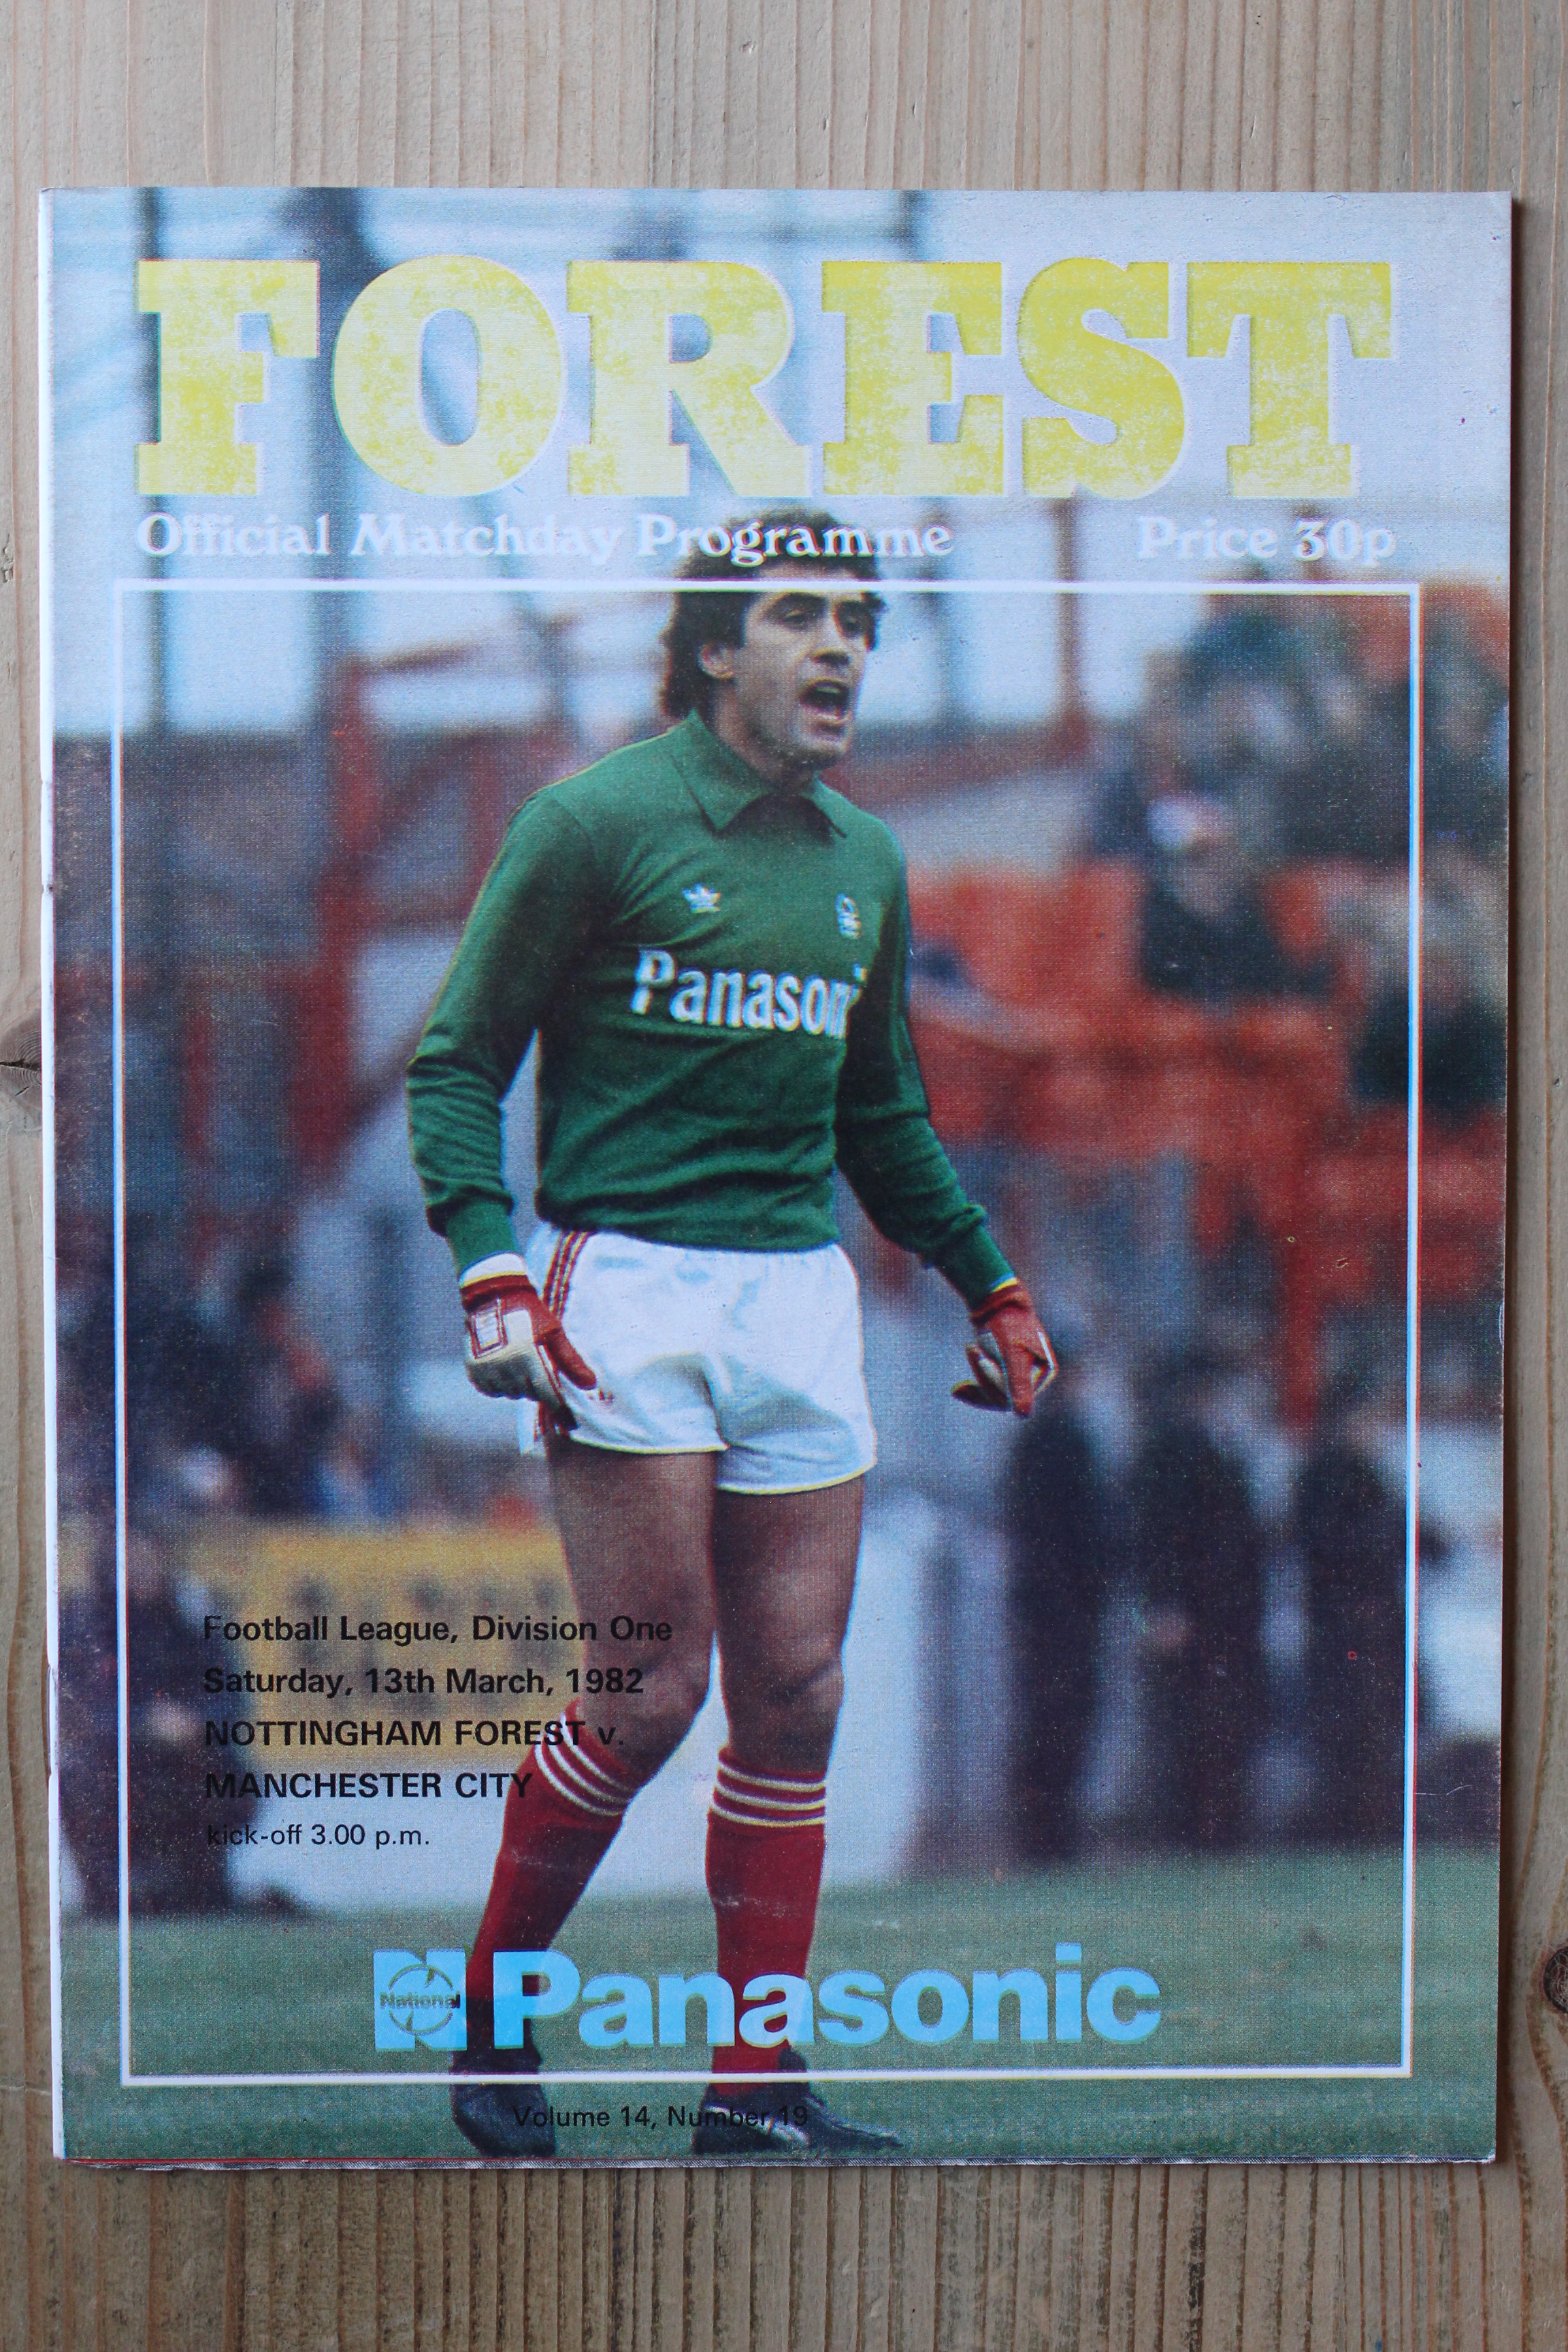 FOREST
Official Matchday Programme Price 30p
Panasoni
Football League, Division One
Saturday, 13th March, 1982
NOTTINGHAM FOREST v.
MANCHESTER CITY
kick-off 3.00 p.m.
National Panasonic
Volume 14, Number 19